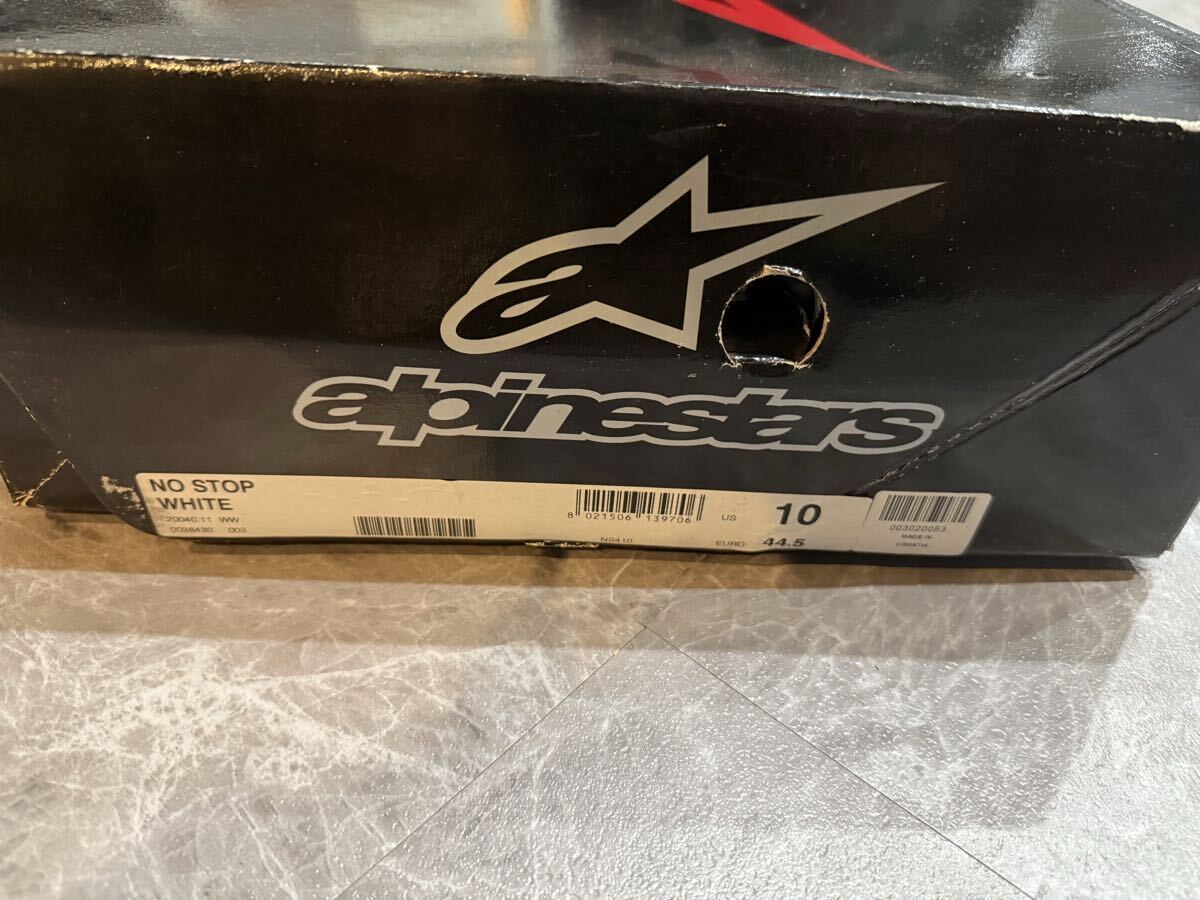 alpinestars
NO STOP
WHITE
20040.11 WW
0038430 003
8 021506 139706
NS410
US 10
EURO 44.5
003020053
MADE IN
CROATIA